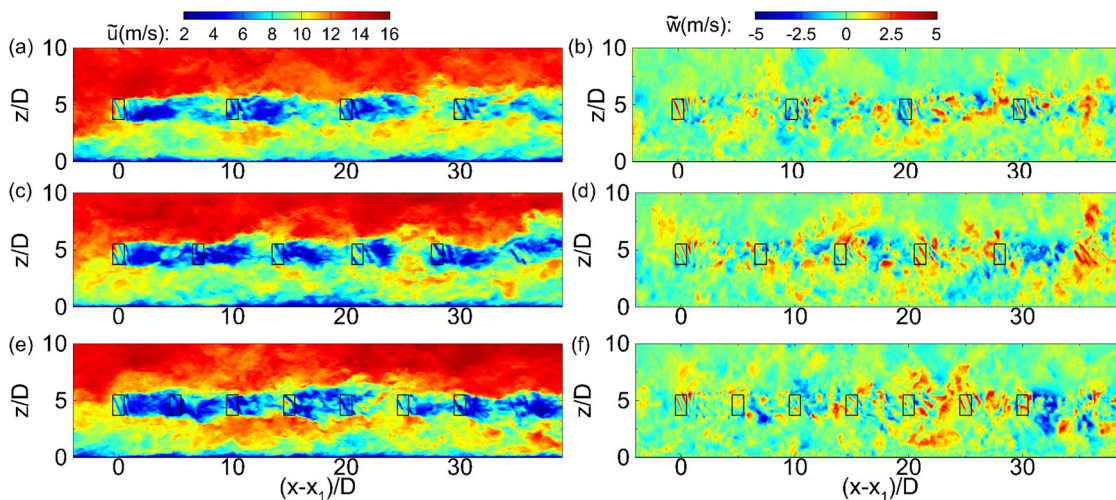 ũ(m/s): 2 4 6 8 10 12 14 16
w̃(m/s): -5 -2.5 0 2.5 5
(a) 10 5 0 z/D 0 10 20 30
(b) 10 5 0 z/D 0 10 20 30
(c) 10 5 0 z/D 0 10 20 30
(d) 10 5 0 z/D 0 10 20 30
(e) 10 5 0 z/D 0 10 20 30
(f) 10 5 0 z/D 0 10 20 30
(x-x₁)/D
(x-x₁)/D